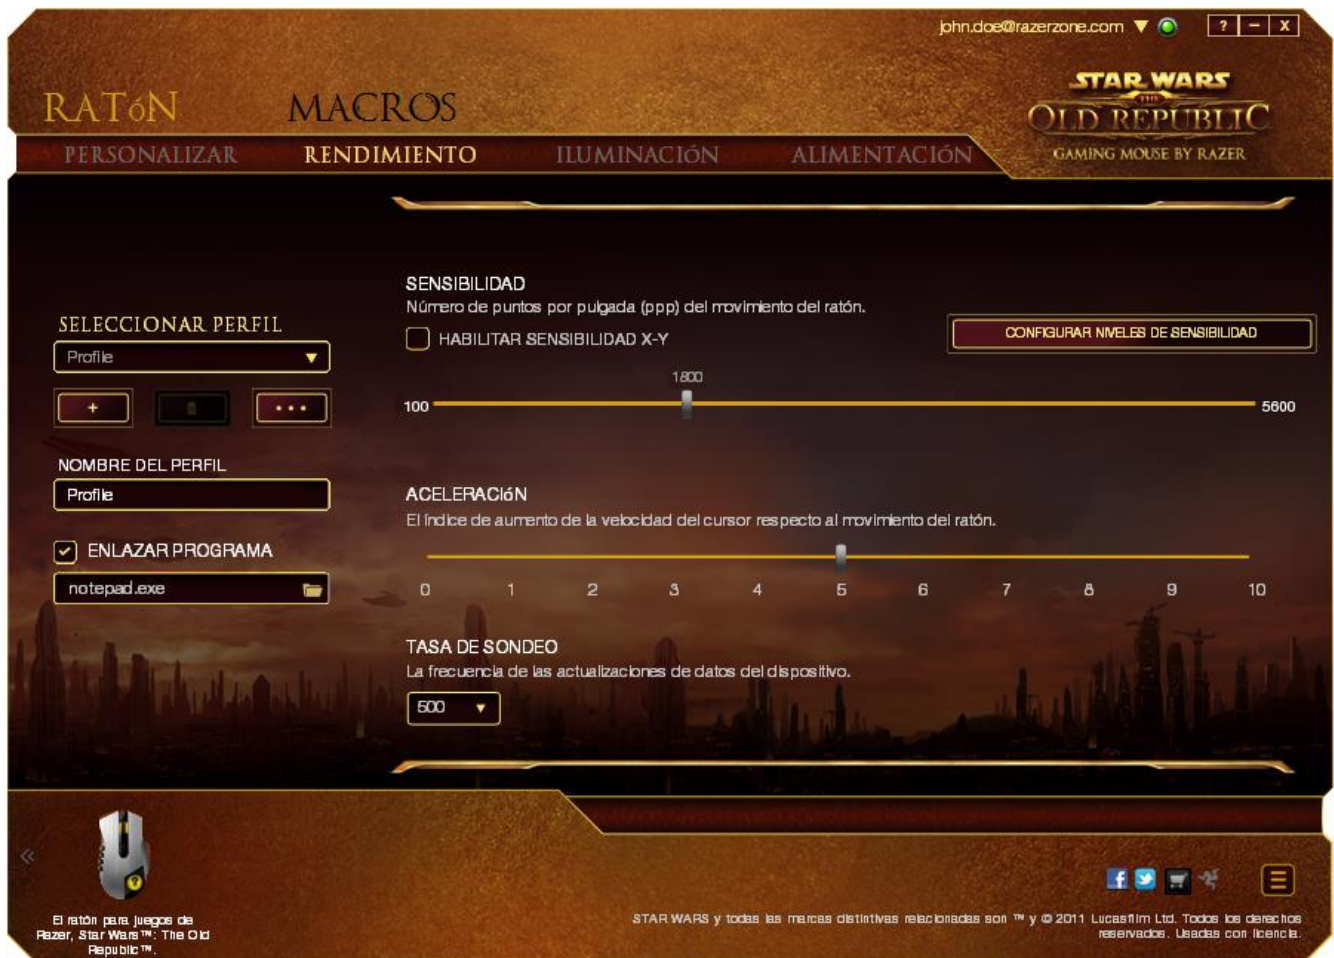 john.doe@razerzone.com ▼ ? – X
STAR WARS
THE
OLD REPUBLIC
GAMING MOUSE BY RAZER
RATóN MACROS
PERSONALIZAR RENDIMIENTO ILUMINACIóN ALIMENTACIóN
SELECCIONAR PERFIL
Profile
+ •••
NOMBRE DEL PERFIL
Profile
ENLAZAR PROGRAMA
notepad.exe
SENSIBILIDAD
Número de puntos por pulgada (ppp) del movimiento del ratón.
HABILITAR SENSIBILIDAD X-Y
CONFIGURAR NIVELES DE SENSIBILIDAD
1800
100 5600
ACELERACIóN
El índice de aumento de la velocidad del cursor respecto al movimiento del ratón.
0 1 2 3 4 5 6 7 8 9 10
TASA DE SONDEO
La frecuencia de las actualizaciones de datos del dispositivo.
500
El ratón para juegos de
Razer, Star Wars™: The Old
Republic™.
STAR WARS y todas las marcas distintivas relacionadas son ™ y © 2011 Lucasfilm Ltd. Todos los derechos
reservados. Usadas con licencia.